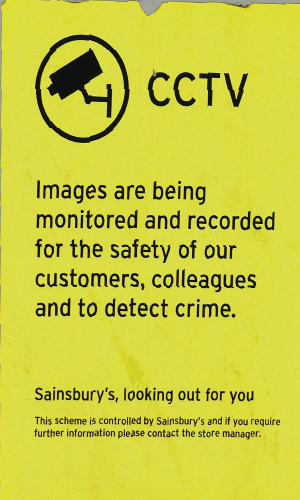 CCTV
Images are being
monitored and recorded
for the safety of our
customers, colleagues
and to detect crime.
Sainsbury's, looking out for you
This scheme is controlled by Sainsbury's and if you require
further information please contact the store manager.